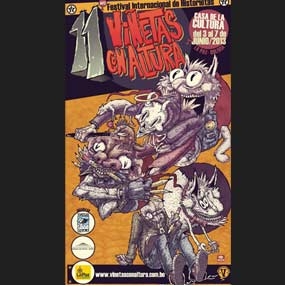 Festival Internacional de Historietas
11
VIÑETAS
CON ALTURA
CASA DE LA
CULTURA
del 3 al 7 de
JUNIO/2013
www.vinetasconaltura.com.bo